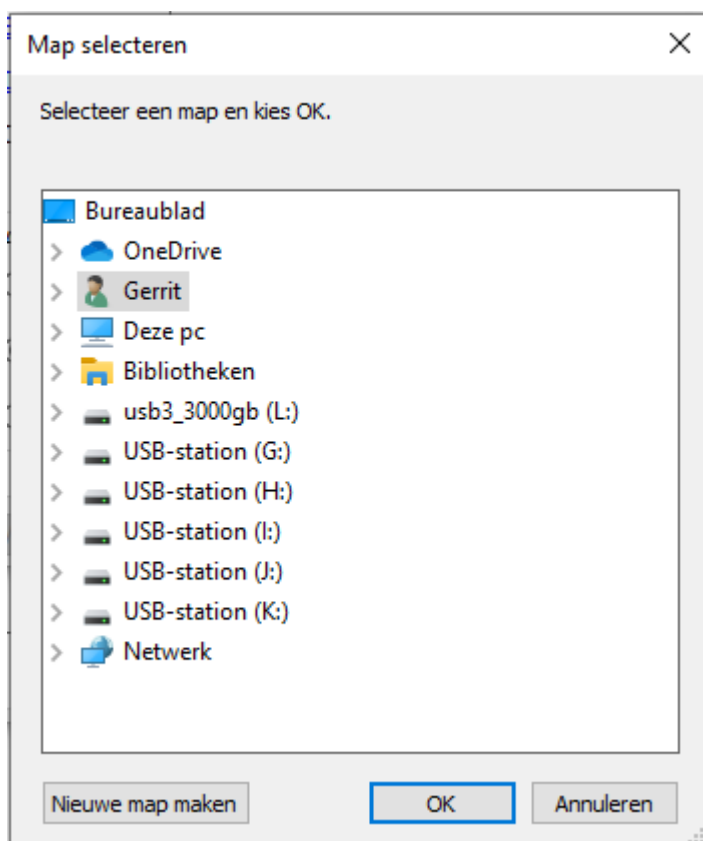 Map selecteren
Selecteer een map en kies OK.
Bureaublad
OneDrive
Gerrit
Deze pc
Bibliotheken
usb3_3000gb (L:)
USB-station (G:)
USB-station (H:)
USB-station (I:)
USB-station (J:)
USB-station (K:)
Netwerk
Nieuwe map maken OK Annuleren